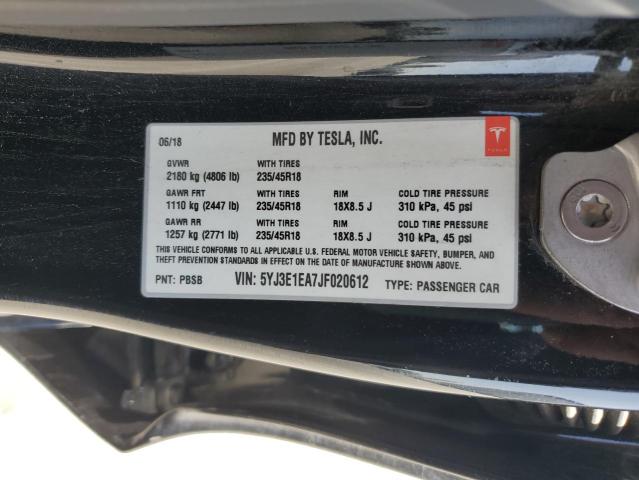 06/18 MFD BY TESLA, INC.
TESLA
GVWR WITH TIRES
2180 kg (4806 lb) 235/45R18
GAWR FRT WITH TIRES RIM COLD TIRE PRESSURE
1110 kg (2447 lb) 235/45R18 18X8.5 J 310 kPa, 45 psi
GAWR RR WITH TIRES RIM COLD TIRE PRESSURE
1257 kg (2771 lb) 235/45R18 18X8.5 J 310 kPa, 45 psi
THIS VEHICLE CONFORMS TO ALL APPLICABLE U.S. FEDERAL MOTOR VEHICLE SAFETY, BUMPER, AND
THEFT PREVENTION STANDARDS IN EFFECT ON THE DATE OF MANUFACTURE SHOWN ABOVE.
PNT: PBSB VIN: 5YJ3E1EA7JF020612 TYPE: PASSENGER CAR